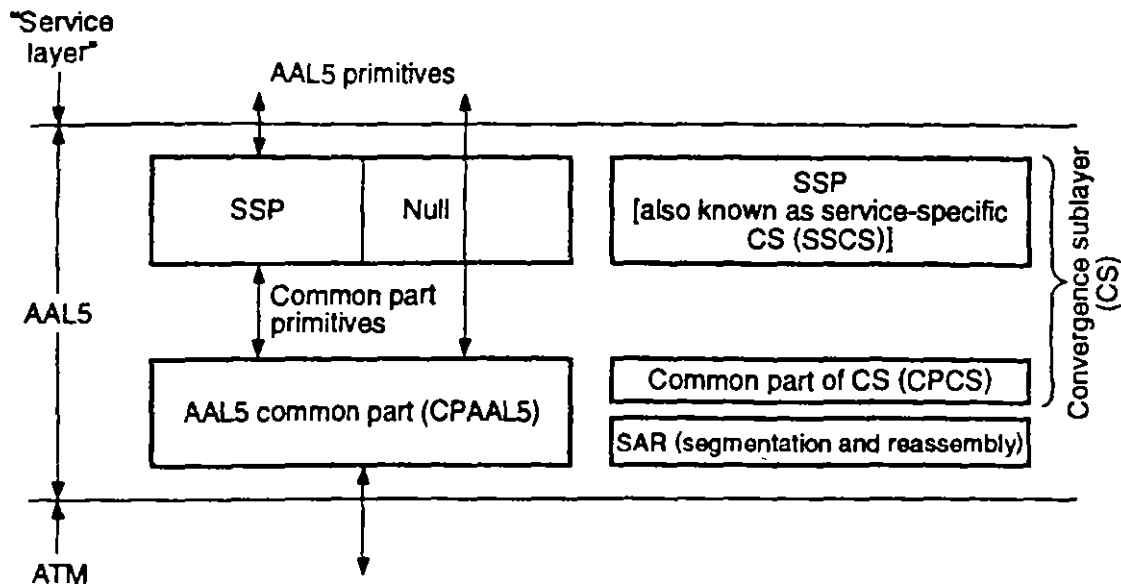 "Service
layer"
AAL5 primitives
SSP
Null
SSP
[also known as service-specific
CS (SSCS)]
Convergence sublayer
(CS)
Common part
primitives
AAL5
AAL5 common part (CPAAL5)
Common part of CS (CPCS)
SAR (segmentation and reassembly)
ATM